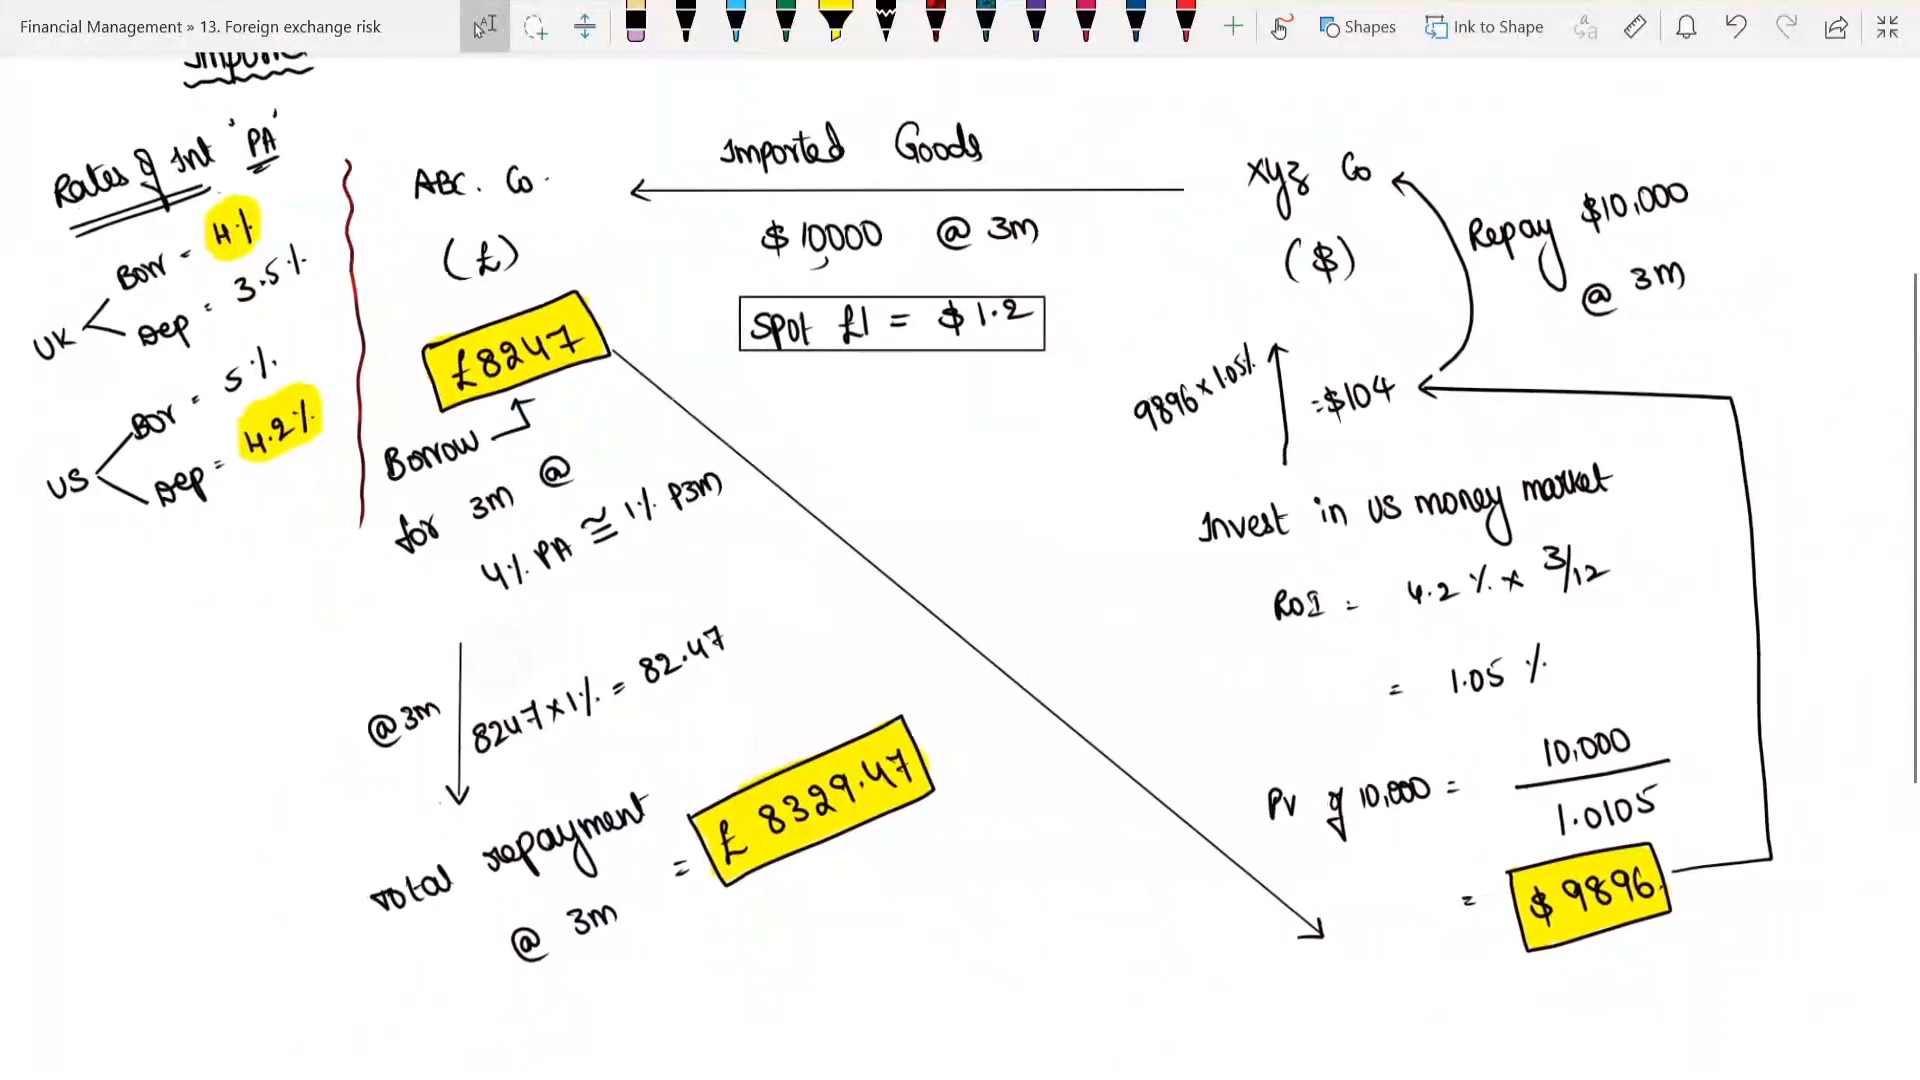 Financial Management » 13. Foreign exchange risk
Shapes
Ink to Shape
Rates of Int 'PA'
UK
Borr = 4%
Dep = 3.5%
US
Bor = 5%
Dep = 4.2%
ABC. Co.
(£)
£8247
Borrow
for 3m @
4% PA ≅ 1% P3m
@3m
8247×1% = 82.47
Total repayment
@ 3m
= £ 8329.47
Imported Goods
$ 10000 @ 3m
Spot £1 = $1.2
xyz Co
($)
Repay $10,000
@ 3m
9896×1.05%
=$104
Invest in US money market
ROI = 4.2% × 3/12
= 1.05 %
PV of 10,000 = 10,000
1.0105
= $ 9896